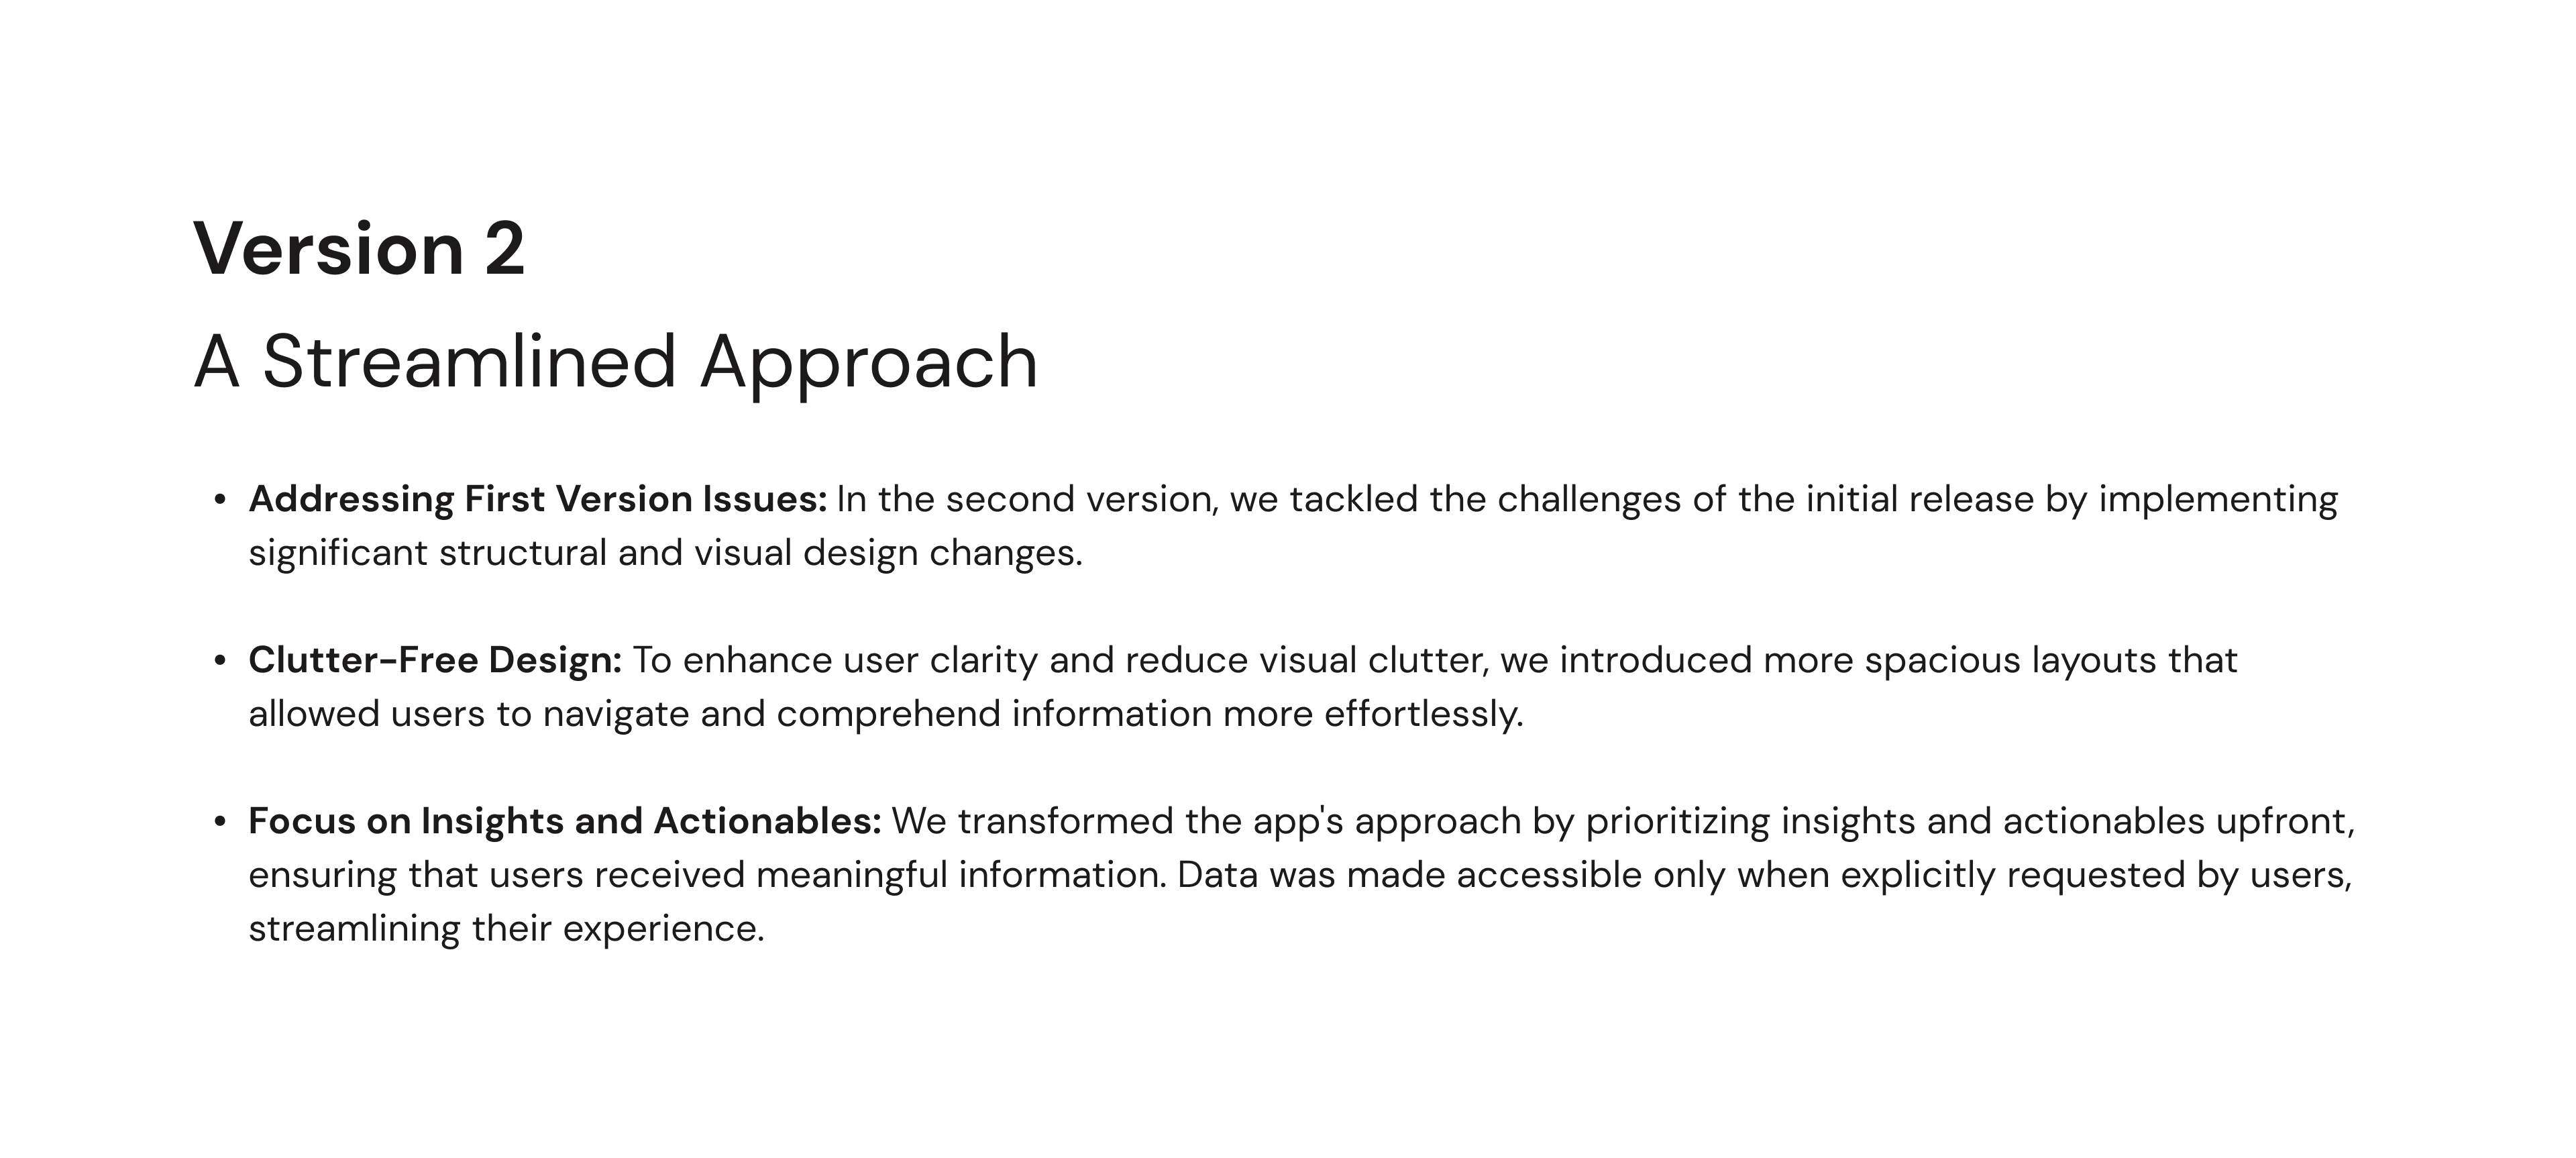 Version 2
A Streamlined Approach
• Addressing First Version Issues: In the second version, we tackled the challenges of the initial release by implementing
significant structural and visual design changes.
• Clutter-Free Design: To enhance user clarity and reduce visual clutter, we introduced more spacious layouts that
allowed users to navigate and comprehend information more effortlessly.
• Focus on Insights and Actionables: We transformed the app's approach by prioritizing insights and actionables upfront,
ensuring that users received meaningful information. Data was made accessible only when explicitly requested by users,
streamlining their experience.